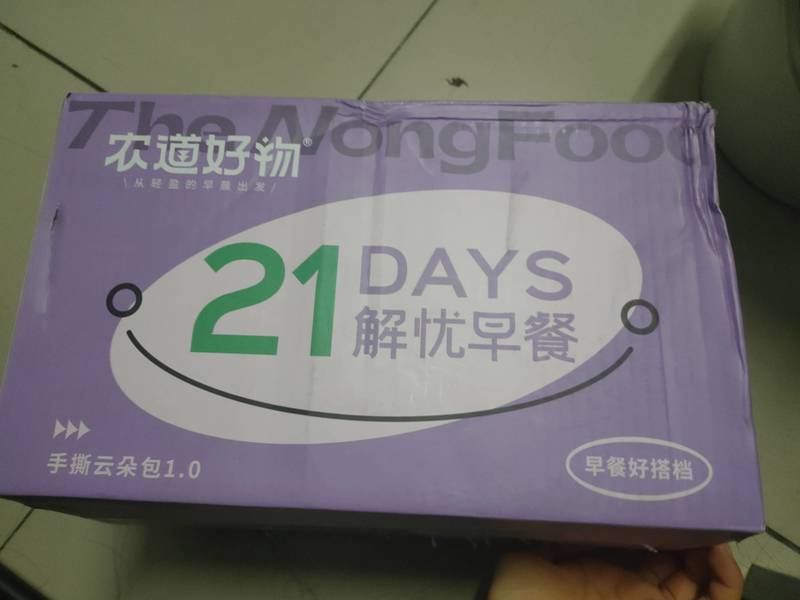 The NongFood
农道好物®
\从轻盈的早晨出发/
21 DAYS
解忧早餐
手撕云朵包1.0
早餐好搭档